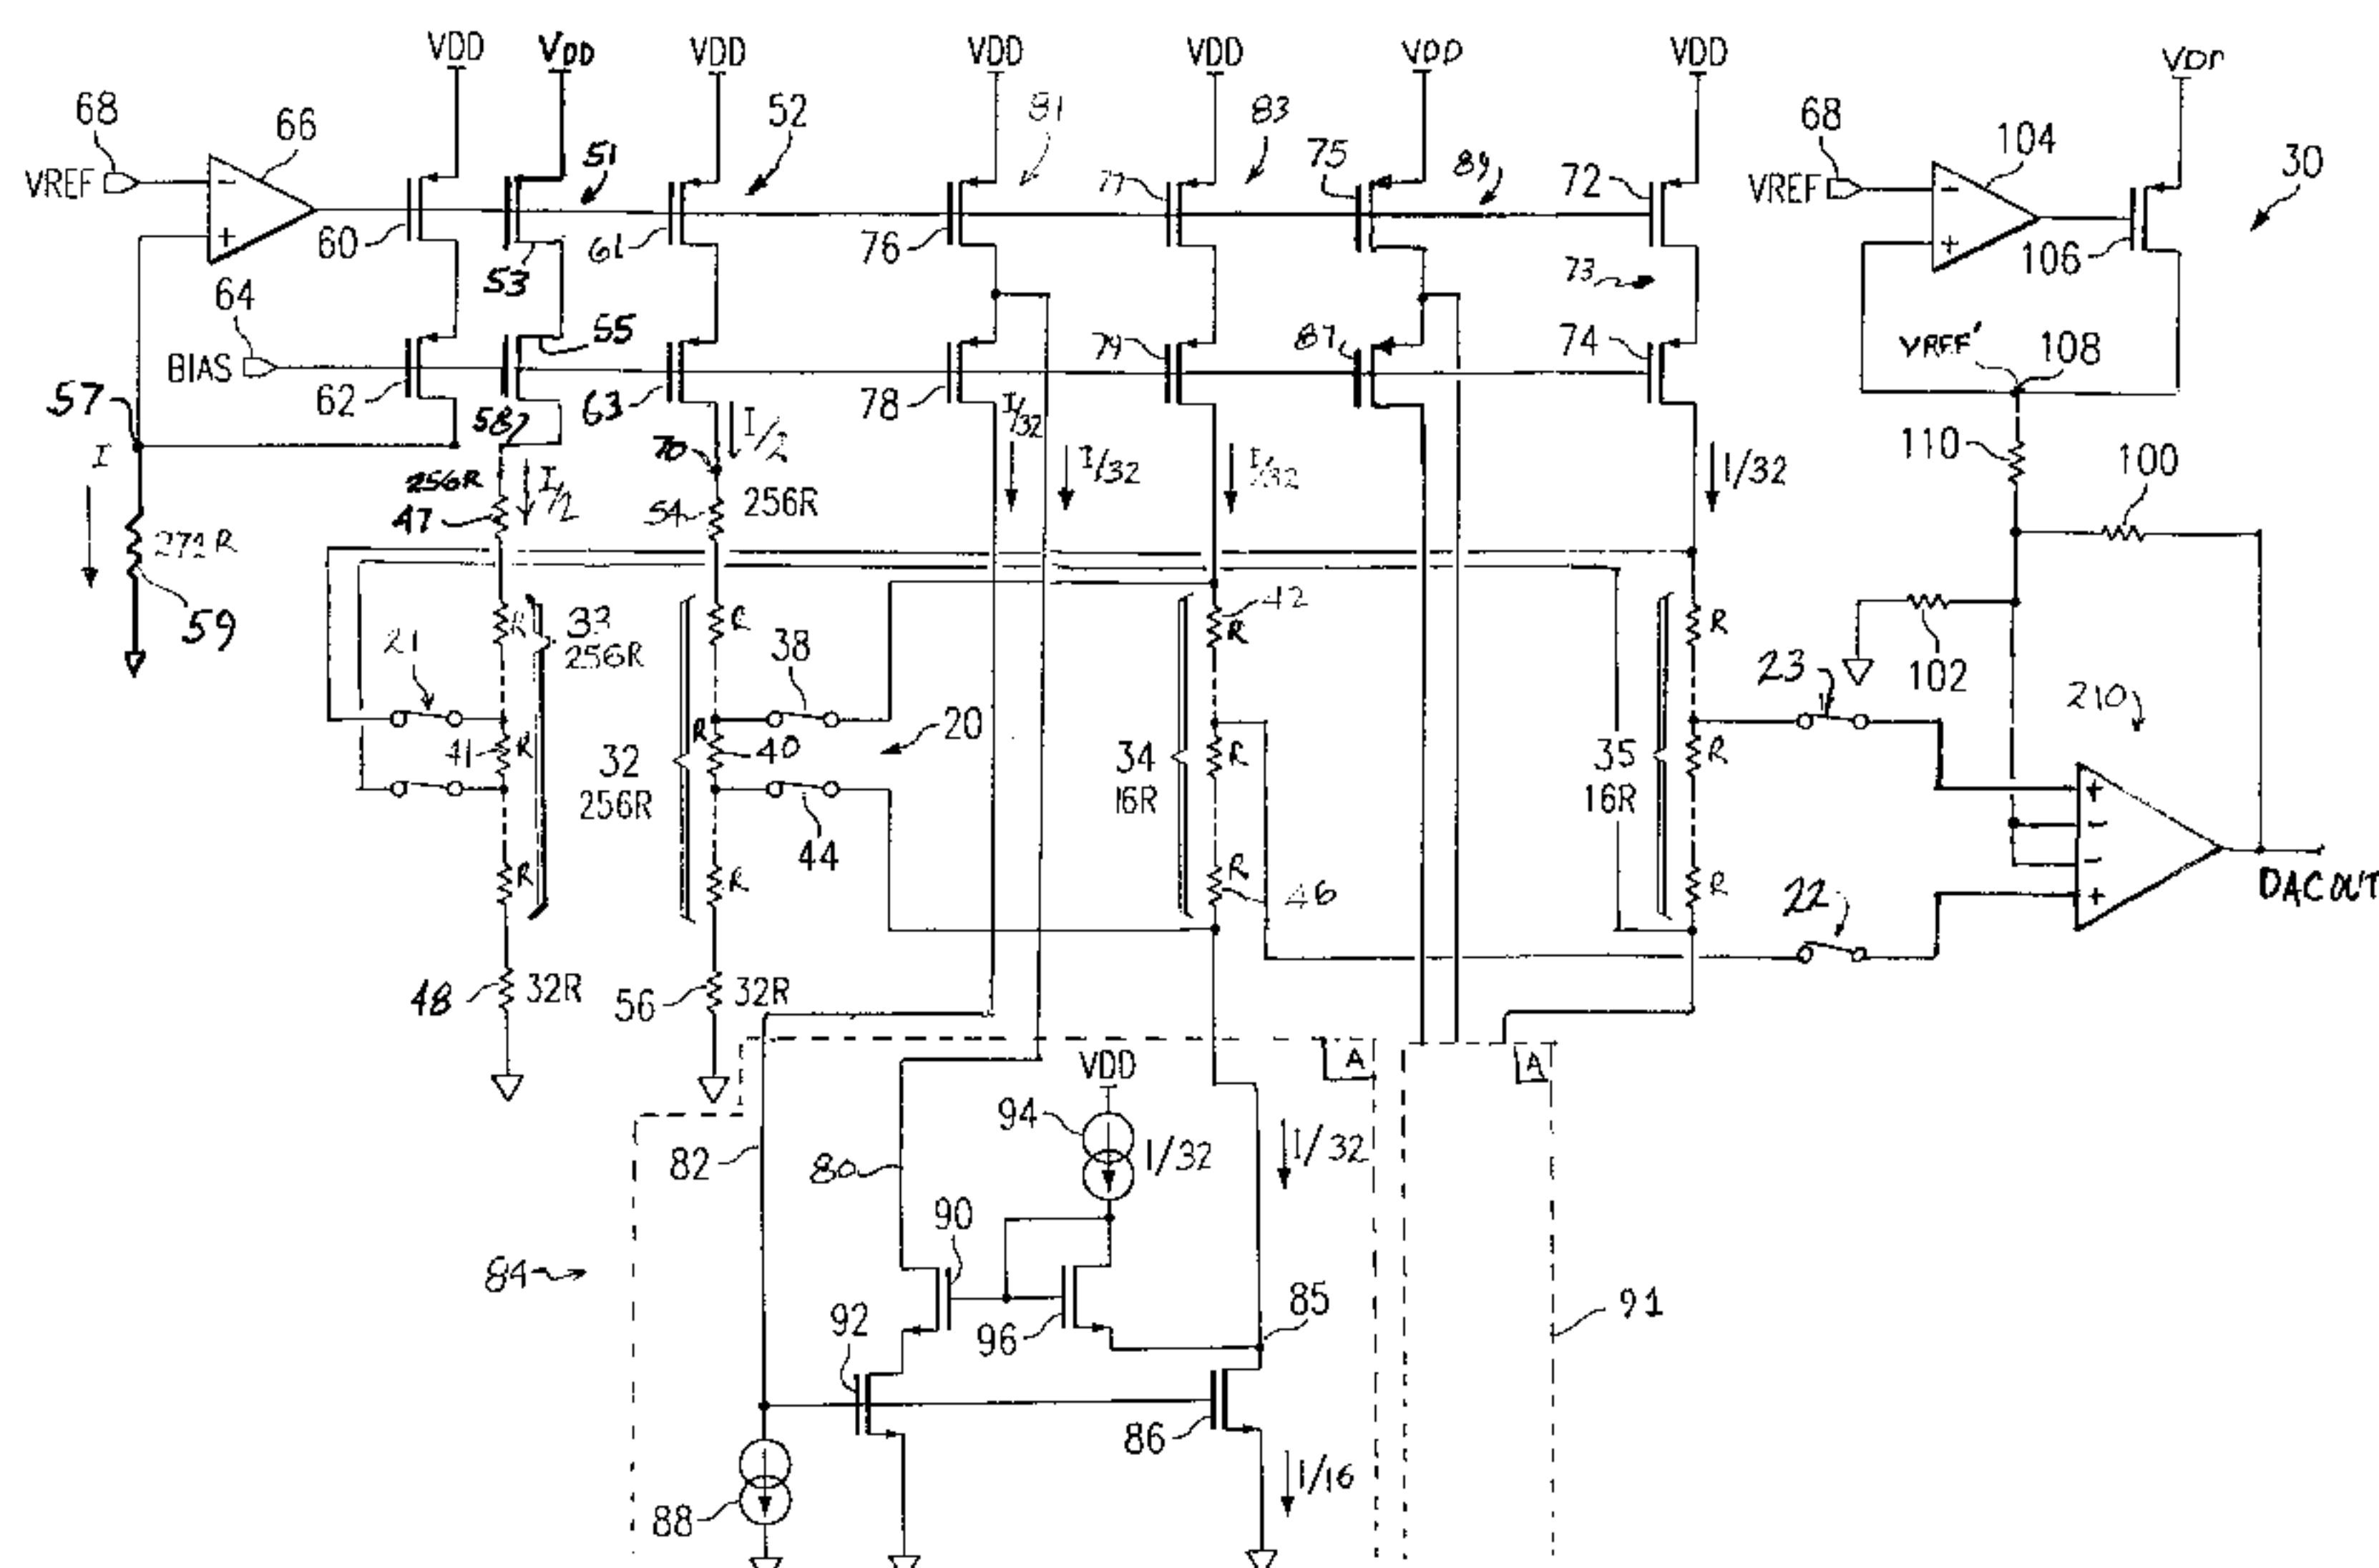 VDD VDD VDD VDD VDD VDD VDD
68 66 51 52 81 83 75 89 72 68 104 30
VREF - + VREF - +
60 53 61 76 77 73 106
64 55 79 87 74 VREF' 108
BIAS 62 63 78
57 58 70 I/2 I/32 I/32 I/32 I/32 110 100
I 256R I/2 256R
47 54
59
R 33 256R R 42 R R
21 38 23 102 210
41 R 32 256R R 40 20 34 16R R 35 16R R
44 + - - +
R R R 46 R 22 DACOUT
48 32R 56 32R
A A
VDD
94 I/32 I/32
82 80
90
84
92 96 85 91
86
88 I/16